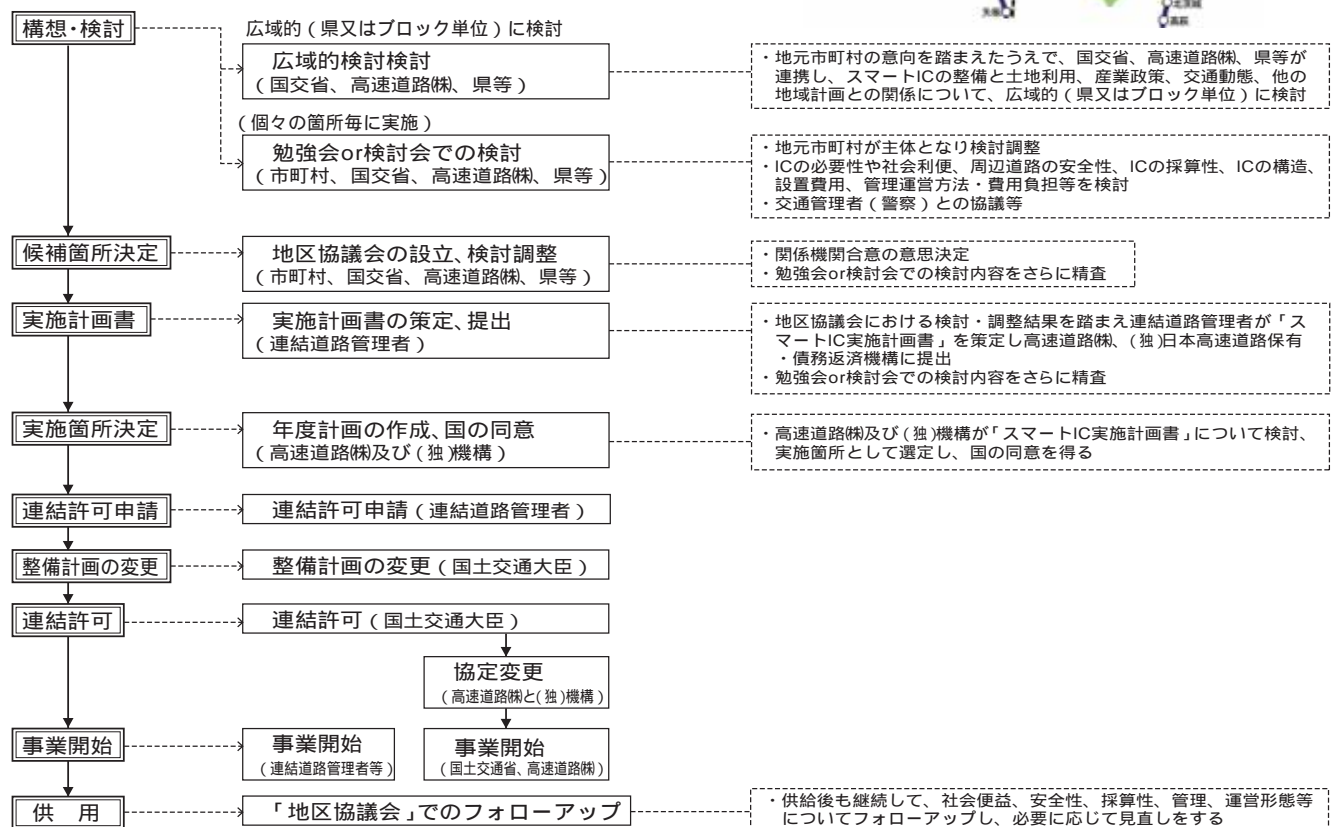 構想・検討
広域的（県又はブロック単位）に検討
広域的検討検討
（国交省、高速道路㈱、県等）
・地元市町村の意向を踏まえたうえで、国交省、高速道路㈱、県等が
連携し、スマートICの整備と土地利用、産業政策、交通動態、他の
地域計画との関係について、広域的（県又はブロック単位）に検討
（個々の箇所毎に実施）
勉強会or検討会での検討
（市町村、国交省、高速道路㈱、県等）
・地元市町村が主体となり検討調整
・ICの必要性や社会利便、周辺道路の安全性、ICの採算性、ICの構造、
設置費用、管理運営方法・費用負担等を検討
・交通管理者（警察）との協議等
候補箇所決定
地区協議会の設立、検討調整
（市町村、国交省、高速道路㈱、県等）
・関係機関合意の意思決定
・勉強会or検討会での検討内容をさらに精査
実施計画書
実施計画書の策定、提出
（連結道路管理者）
・地区協議会における検討・調整結果を踏まえ連結道路管理者が「ス
マートIC実施計画書」を策定し高速道路㈱、（独）日本高速道路保有
・債務返済機構に提出
・勉強会or検討会での検討内容をさらに精査
実施箇所決定
年度計画の作成、国の同意
（高速道路㈱及び（独）機構）
・高速道路㈱及び（独）機構が「スマートIC実施計画書」について検討、
実施箇所として選定し、国の同意を得る
連結許可申請
連結許可申請（連結道路管理者）
整備計画の変更
整備計画の変更（国土交通大臣）
連結許可
連結許可（国土交通大臣）
協定変更
（高速道路㈱と（独）機構）
事業開始
事業開始
（連結道路管理者等）
事業開始
（国土交通省、高速道路㈱）
供　用
「地区協議会」でのフォローアップ
・供給後も継続して、社会便益、安全性、採算性、管理、運営形態等
についてフォローアップし、必要に応じて見直しをする